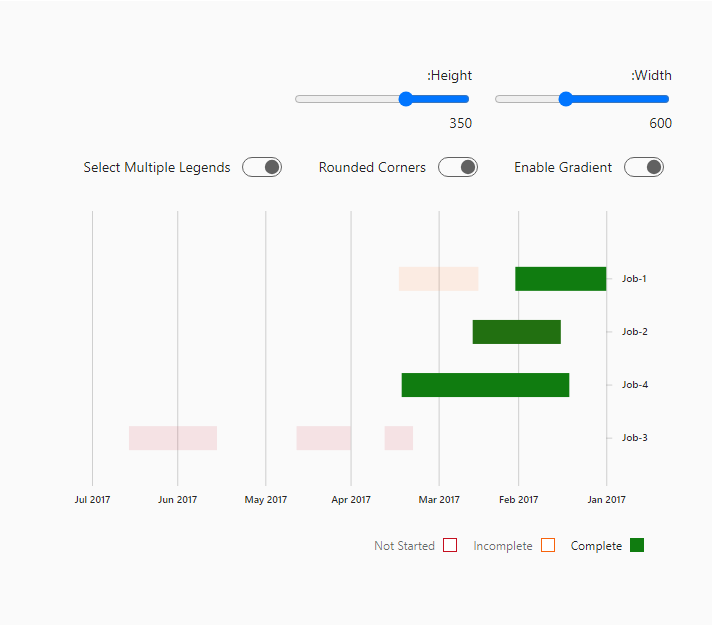 :Height
:Width
350
600
Select Multiple Legends
Rounded Corners
Enable Gradient
Job-1
Job-2
Job-4
Job-3
Jul 2017
Jun 2017
May 2017
Apr 2017
Mar 2017
Feb 2017
Jan 2017
Not Started
Incomplete
Complete